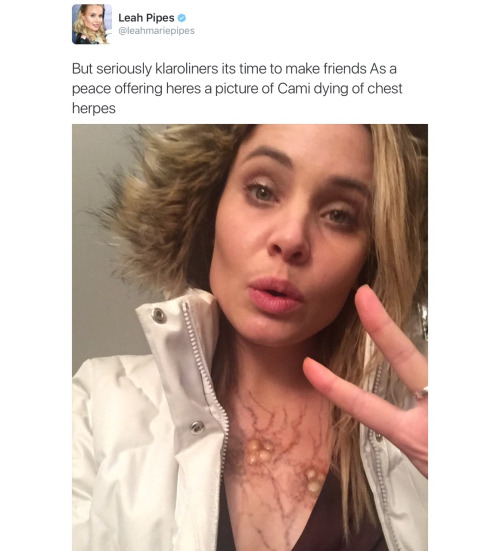 Leah Pipes
@leahmariepipes
But seriously klaroliners its time to make friends As a
peace offering heres a picture of Cami dying of chest
herpes